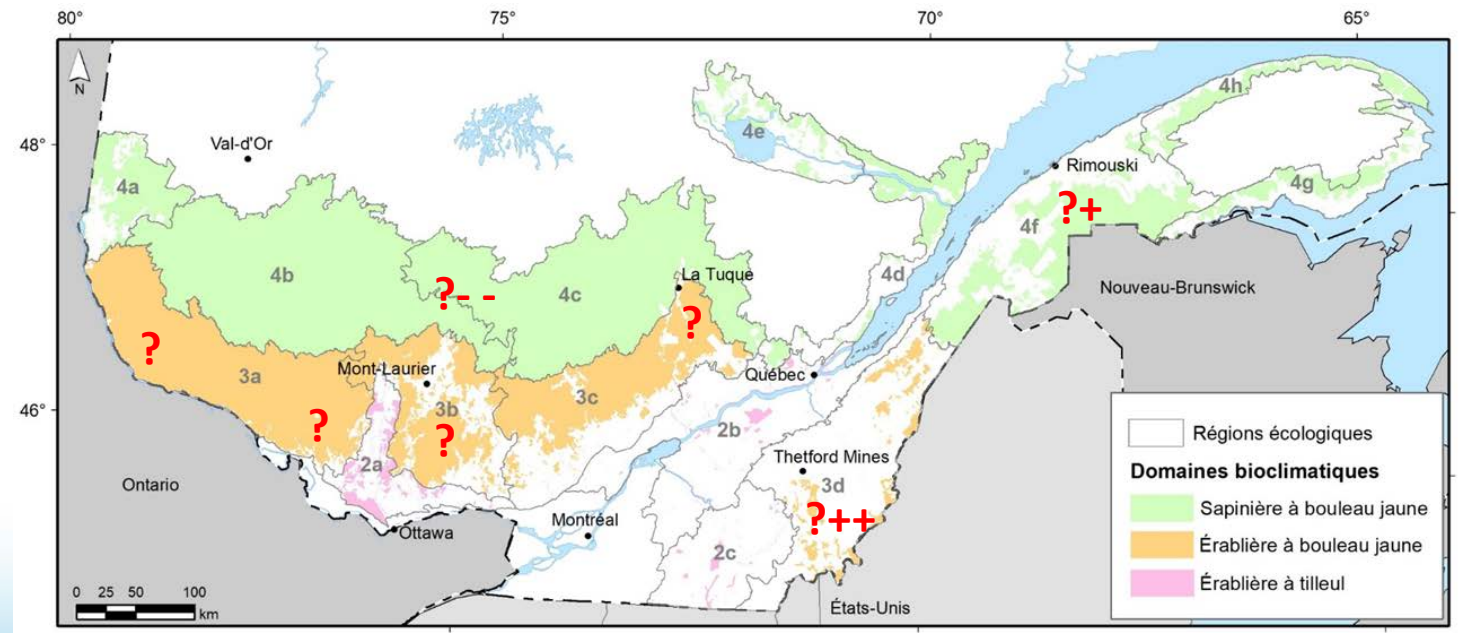 80°
75°
70°
65°
N
4h
4e
48°
Val-d'Or
Rimouski
4a
4g
?+
4f
4d
4b
La Tuque
Nouveau-Brunswick
?- -
4c
?
?
Mont-Laurier
Québec
3a
3c
46°
3b
2b
?
?
Régions écologiques
Thetford Mines
2a
Domaines bioclimatiques
Ontario
3d
Sapinière à bouleau jaune
?++
Montréal
Ottawa
Érablière à bouleau jaune
2c
Érablière à tilleul
0 25 50 100
km
États-Unis